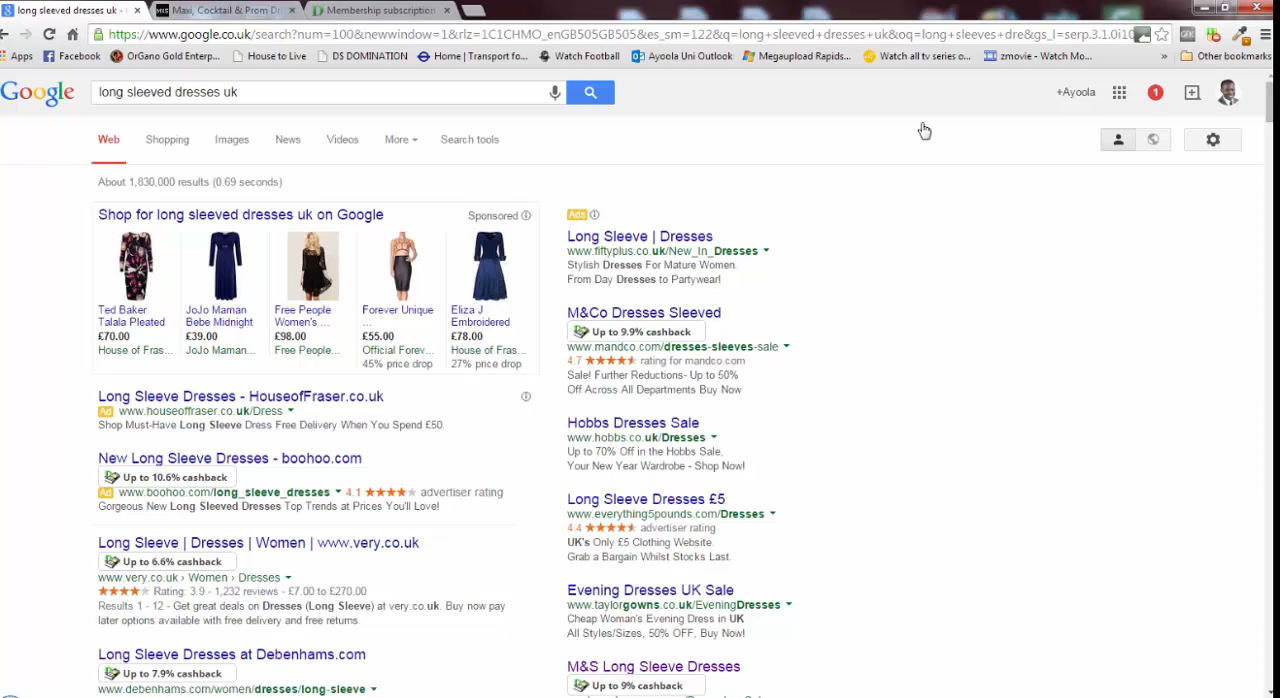 long sleeved dresses uk -
Maxi, Cocktail & Prom Dr
Membership subscription
https://www.google.co.uk/search?num=100&newwindow=1&rlz=1C1CHMO_enGB505GB505&es_sm=122&q=long+sleeved+dresses+uk&oq=long+sleeves+dre&gs_l=serp.3.1.0i10
Apps
Facebook
OrGano Gold Enterp...
House to Live
DS DOMINATION
Home | Transport fo...
Watch Football
Ayoola Uni Outlook
Megaupload Rapids...
Watch all tv series o...
zmovie - Watch Mo...
»
Other bookmarks
Google
long sleeved dresses uk
+Ayoola
1
Web
Shopping
Images
News
Videos
More
Search tools
About 1,830,000 results (0.69 seconds)
Shop for long sleeved dresses uk on Google
Sponsored
Ted Baker
Talala Pleated
£70.00
House of Fras...
JoJo Maman
Bebe Midnight
£39.00
JoJo Maman...
Free People
Women's ...
£98.00
Free People...
Forever Unique
...
£55.00
Official Forev...
45% price drop
Eliza J
Embroidered
£78.00
House of Fras...
27% price drop
Long Sleeve Dresses - HouseofFraser.co.uk
Ad www.houseoffraser.co.uk/Dress
Shop Must-Have Long Sleeve Dress Free Delivery When You Spend £50.
New Long Sleeve Dresses - boohoo.com
Up to 10.6% cashback
Ad www.boohoo.com/long_sleeve_dresses 4.1 advertiser rating
Gorgeous New Long Sleeved Dresses Top Trends at Prices You'll Love!
Long Sleeve | Dresses | Women | www.very.co.uk
Up to 6.6% cashback
www.very.co.uk › Women › Dresses
Rating: 3.9 - 1,232 reviews - £7.00 to £270.00
Results 1 - 12 - Get great deals on Dresses (Long Sleeve) at very.co.uk. Buy now pay
later options available with free delivery and free returns.
Long Sleeve Dresses at Debenhams.com
Up to 7.9% cashback
www.debenhams.com/women/dresses/long-sleeve
Ads
Long Sleeve | Dresses
www.fiftyplus.co.uk/New_In_Dresses
Stylish Dresses For Mature Women.
From Day Dresses to Partywear!
M&Co Dresses Sleeved
Up to 9.9% cashback
www.mandco.com/dresses-sleeves-sale
4.7 rating for mandco.com
Sale! Further Reductions- Up to 50%
Off Across All Departments Buy Now
Hobbs Dresses Sale
www.hobbs.co.uk/Dresses
Up to 70% Off in the Hobbs Sale.
Your New Year Wardrobe - Shop Now!
Long Sleeve Dresses £5
www.everything5pounds.com/Dresses
4.4 advertiser rating
UK's Only £5 Clothing Website.
Grab a Bargain Whilst Stocks Last.
Evening Dresses UK Sale
www.taylorgowns.co.uk/EveningDresses
Cheap Woman's Evening Dress in UK
All Styles/Sizes, 50% OFF, Buy Now!
M&S Long Sleeve Dresses
Up to 9% cashback